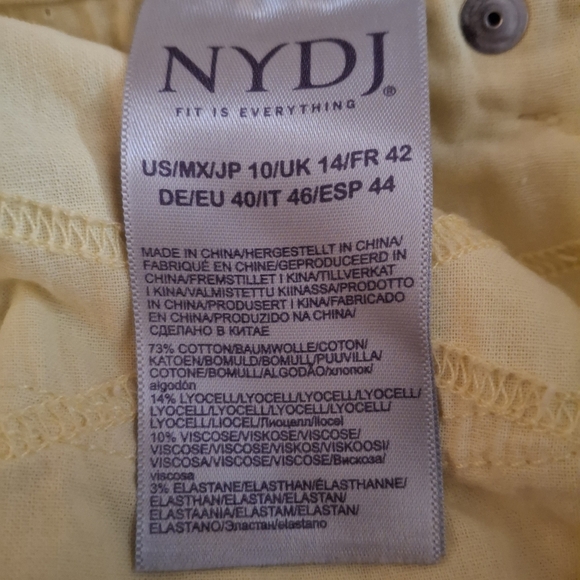 NYDJ®
FIT IS EVERYTHING
US/MX/JP 10/UK 14/FR 42
DE/EU 40/IT 46/ESP 44
MADE IN CHINA/HERGESTELLT IN CHINA/
FABRIQUÉ EN CHINE/GEPRODUCEERD IN
CHINA/FREMSTILLET I KINA/TILLVERKAT
I KINA/VALMISTETTU KIINASSA/PRODOTTO
IN CHINA/PRODUSERT I KINA/FABRICADO
EN CHINA/PRODUZIDO NA CHINA/
СДЕЛАНО В КИТАЕ
73% COTTON/BAUMWOLLE/COTON/
KATOEN/BOMULD/BOMULL/PUUVILLA/
COTONE/BOMULL/ALGODÃO/хлопок/
algodón
14% LYOCELL/LYOCELL/LYOCELL/LYOCELL/
LYOCELL/LYOCELL/LYOCELL/LYOCELL/
LYOCELL/LIOCEL/Лиоцелл/liocel
10% VISCOSE/VISKOSE/VISCOSE/
VISCOSE/VISCOSE/VISKOS/VISKOOSI/
VISCOSA/VISCOSE/VISCOSE/Вискоза/
viscosa
3% ELASTANE/ELASTHAN/ÉLASTHANNE/
ELASTHAN/ELASTAN/ELASTAN/
ELASTAANIA/ELASTAM/ELASTAN/
ELASTANO/Эластан/elastano